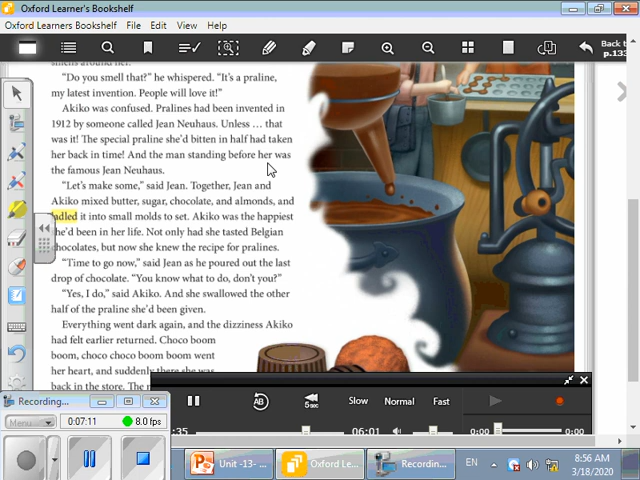 Oxford Learner's Bookshelf
Oxford Learners Bookshelf File Edit View Help
Back t
p.133
smells around her.
"Do you smell that?" he whispered. "It's a praline,
my latest invention. People will love it!"
Akiko was confused. Pralines had been invented in
1912 by someone called Jean Neuhaus. Unless … that
was it! The special praline she'd bitten in half had taken
her back in time! And the man standing before her was
the famous Jean Neuhaus.
"Let's make some," said Jean. Together, Jean and
Akiko mixed butter, sugar, chocolate, and almonds, and
ladled it into small molds to set. Akiko was the happiest
she'd been in her life. Not only had she tasted Belgian
chocolates, but now she knew the recipe for pralines.
"Time to go now," said Jean as he poured out the last
drop of chocolate. "You know what to do, don't you?"
"Yes, I do," said Akiko. And she swallowed the other
half of the praline she'd been given.
Everything went dark again, and the dizziness Akiko
had felt earlier returned. Choco boom
boom, choco choco boom boom went
her heart, and suddenly there she was
back in the store. The
AB
5 sec
Slow Normal Fast
:35 06:01 0:00
Recording...
Menu
0:07:11 8.0 fps
Unit -13- ... Oxford Le... Recording...
EN
8:56 AM
3/18/2020